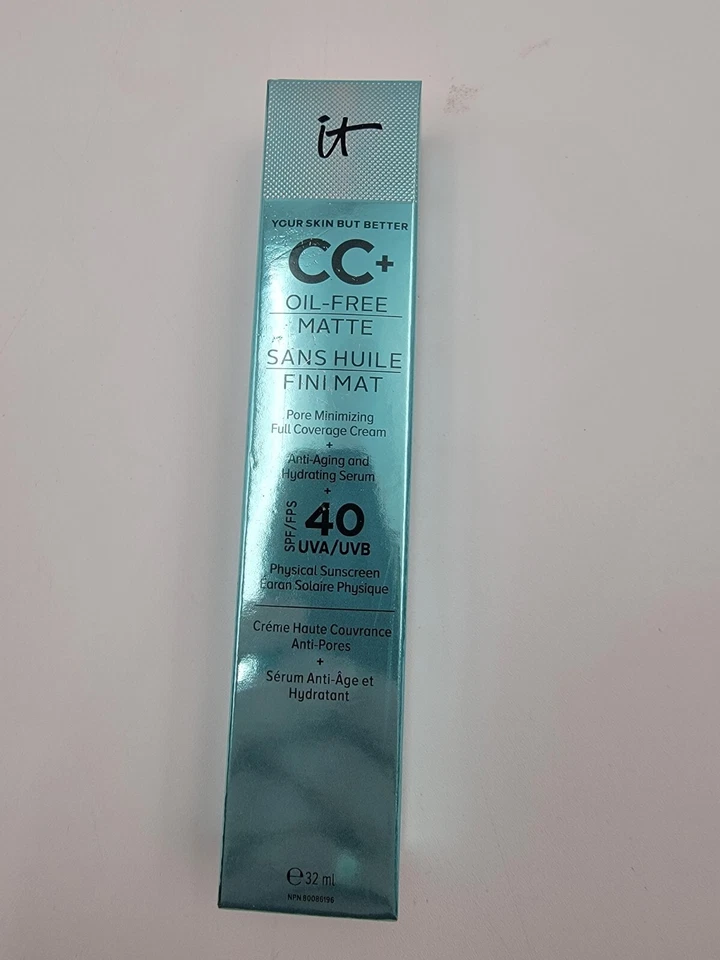 it
YOUR SKIN BUT BETTER
CC+
OIL-FREE
MATTE
SANS HUILE
FINI MAT
Pore Minimizing
Full Coverage Cream
+
Anti-Aging and
Hydrating Serum
+
SPF/FPS 40
UVA/UVB
Physical Sunscreen
Écran Solaire Physique
Crème Haute Couvrance
Anti-Pores
+
Sérum Anti-Âge et
Hydratant
℮ 32 ml
NPN 80086196